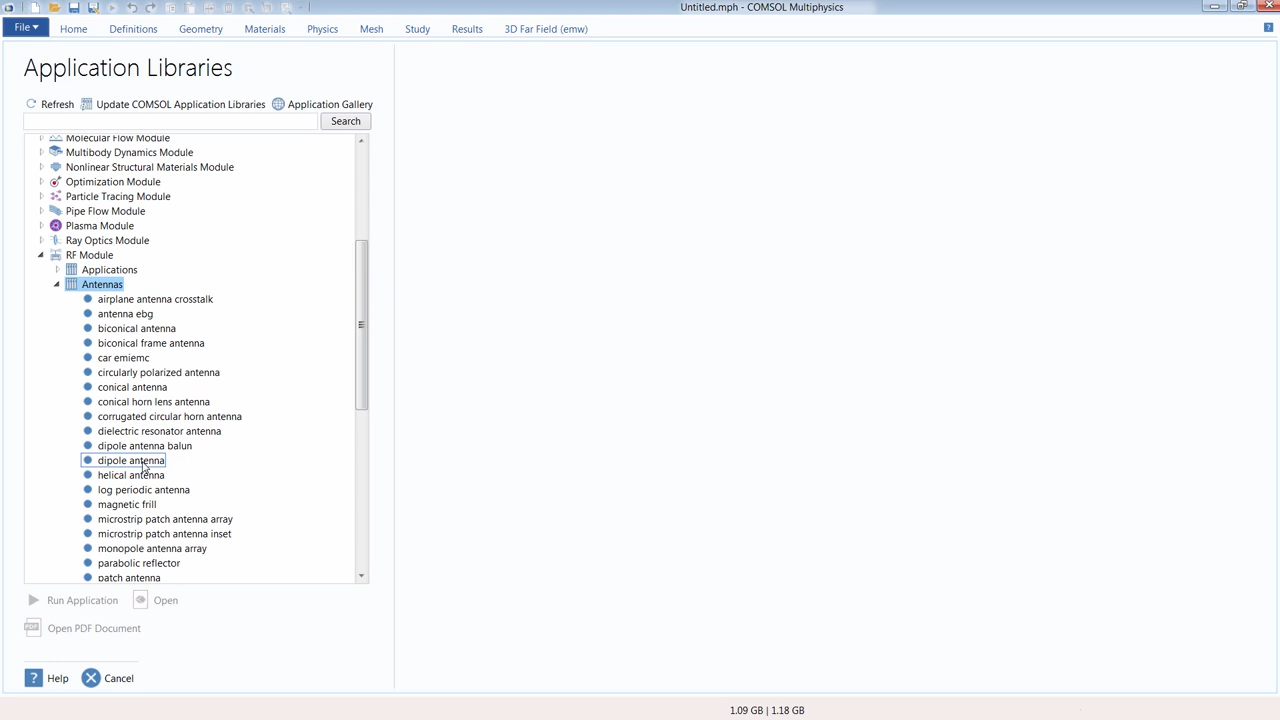 Untitled.mph - COMSOL Multiphysics
File Home Definitions Geometry Materials Physics Mesh Study Results 3D Far Field (emw)
Application Libraries
Refresh Update COMSOL Application Libraries Application Gallery
Search
Molecular Flow Module
Multibody Dynamics Module
Nonlinear Structural Materials Module
Optimization Module
Particle Tracing Module
Pipe Flow Module
Plasma Module
Ray Optics Module
RF Module
Applications
Antennas
airplane antenna crosstalk
antenna ebg
biconical antenna
biconical frame antenna
car emiemc
circularly polarized antenna
conical antenna
conical horn lens antenna
corrugated circular horn antenna
dielectric resonator antenna
dipole antenna balun
dipole antenna
helical antenna
log periodic antenna
magnetic frill
microstrip patch antenna array
microstrip patch antenna inset
monopole antenna array
parabolic reflector
patch antenna
Run Application Open
PDF Open PDF Document
? Help Cancel
1.09 GB | 1.18 GB